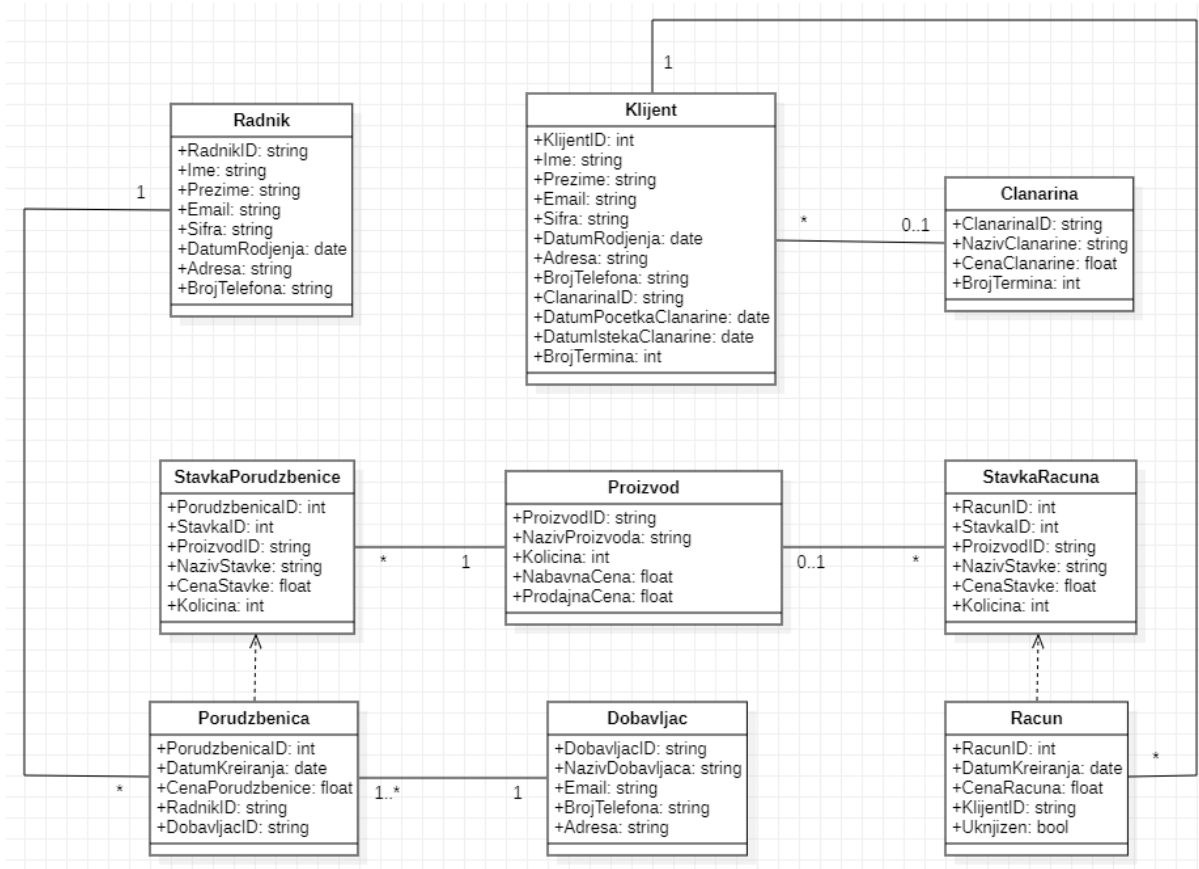 1
Radnik
+RadnikID: string
+Ime: string
+Prezime: string
+Email: string
+Sifra: string
+DatumRodjenja: date
+Adresa: string
+BrojTelefona: string
1
Klijent
+KlijentID: int
+Ime: string
+Prezime: string
+Email: string
+Sifra: string
+DatumRodjenja: date
+Adresa: string
+BrojTelefona: string
+ClanarinaID: string
+DatumPocetkaClanarine: date
+DatumIstekaClanarine: date
+BrojTermina: int
*
0..1
Clanarina
+ClanarinaID: string
+NazivClanarine: string
+CenaClanarine: float
+BrojTermina: int
StavkaPorudzbenice
+PorudzbenicaID: int
+StavkaID: int
+ProizvodID: string
+NazivStavke: string
+CenaStavke: float
+Kolicina: int
*
1
Proizvod
+ProizvodID: string
+NazivProizvoda: string
+Kolicina: int
+NabavnaCena: float
+ProdajnaCena: float
0..1
*
StavkaRacuna
+RacunID: int
+StavkaID: int
+ProizvodID: string
+NazivStavke: string
+CenaStavke: float
+Kolicina: int
*
Porudzbenica
+PorudzbenicaID: int
+DatumKreiranja: date
+CenaPorudzbenice: float
+RadnikID: string
+DobavljacID: string
1..*
1
Dobavljac
+DobavljacID: string
+NazivDobavljaca: string
+Email: string
+BrojTelefona: string
+Adresa: string
Racun
+RacunID: int
+DatumKreiranja: date
+CenaRacuna: float
+KlijentID: string
+Uknjizen: bool
*